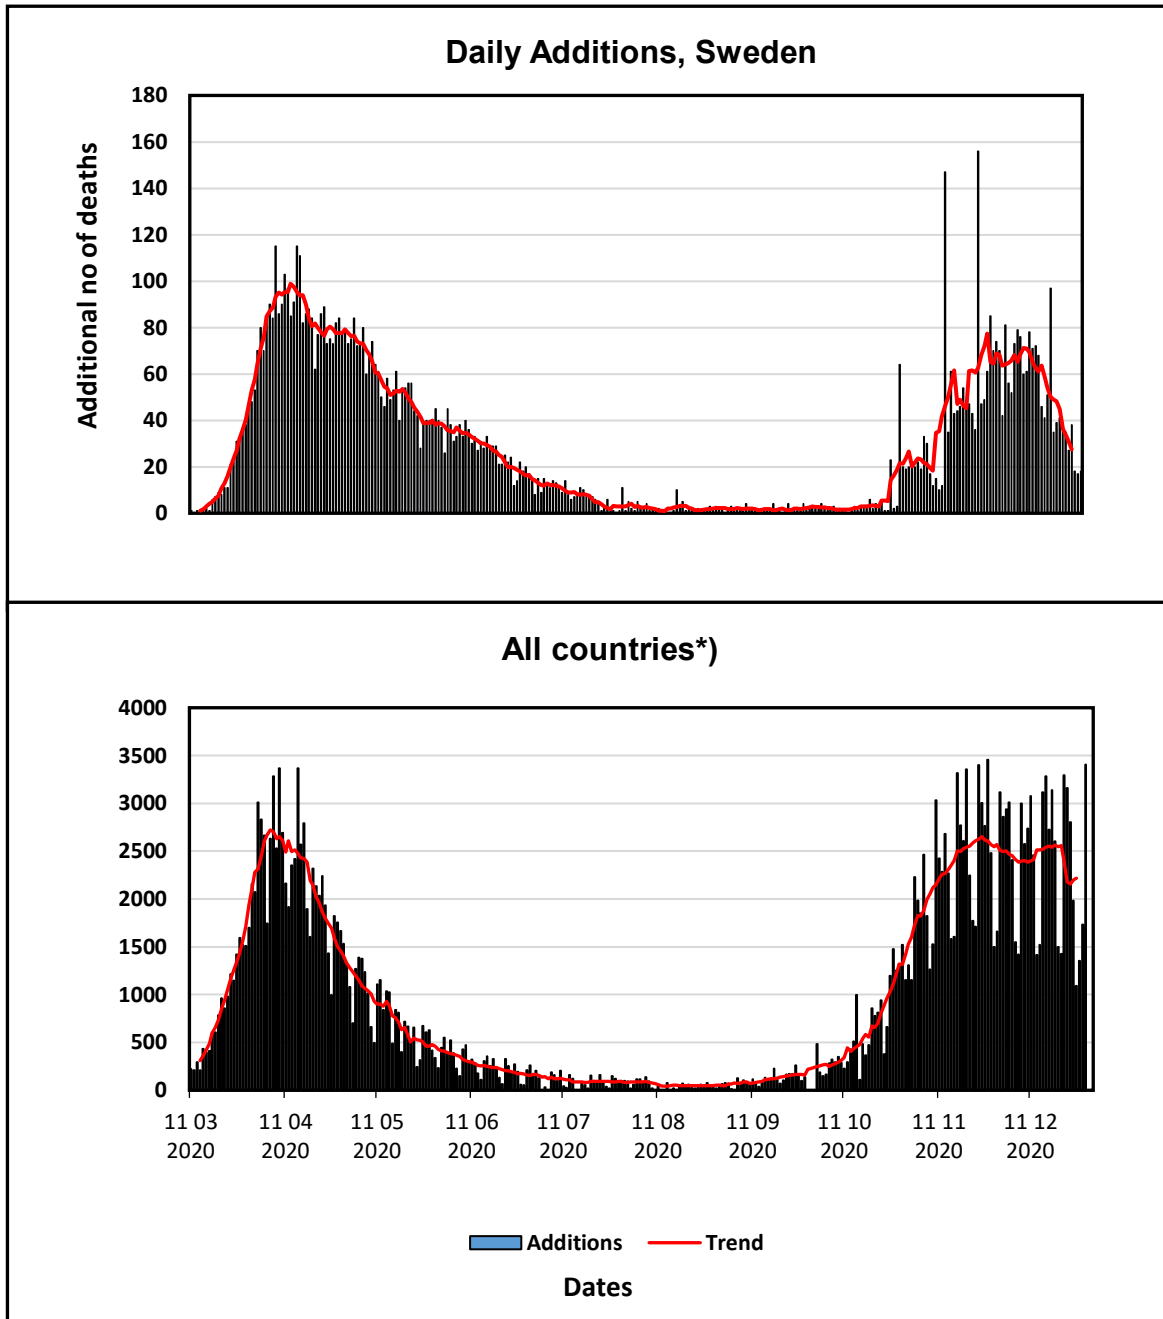 Daily Additions, Sweden
Additional no of deaths
180
160
140
120
100
80
60
40
20
0
All countries*)
4000
3500
3000
2500
2000
1500
1000
500
0
11 03 11 04 11 05 11 06 11 07 11 08 11 09 11 10 11 11 11 12
2020 2020 2020 2020 2020 2020 2020 2020 2020 2020
Additions Trend
Dates